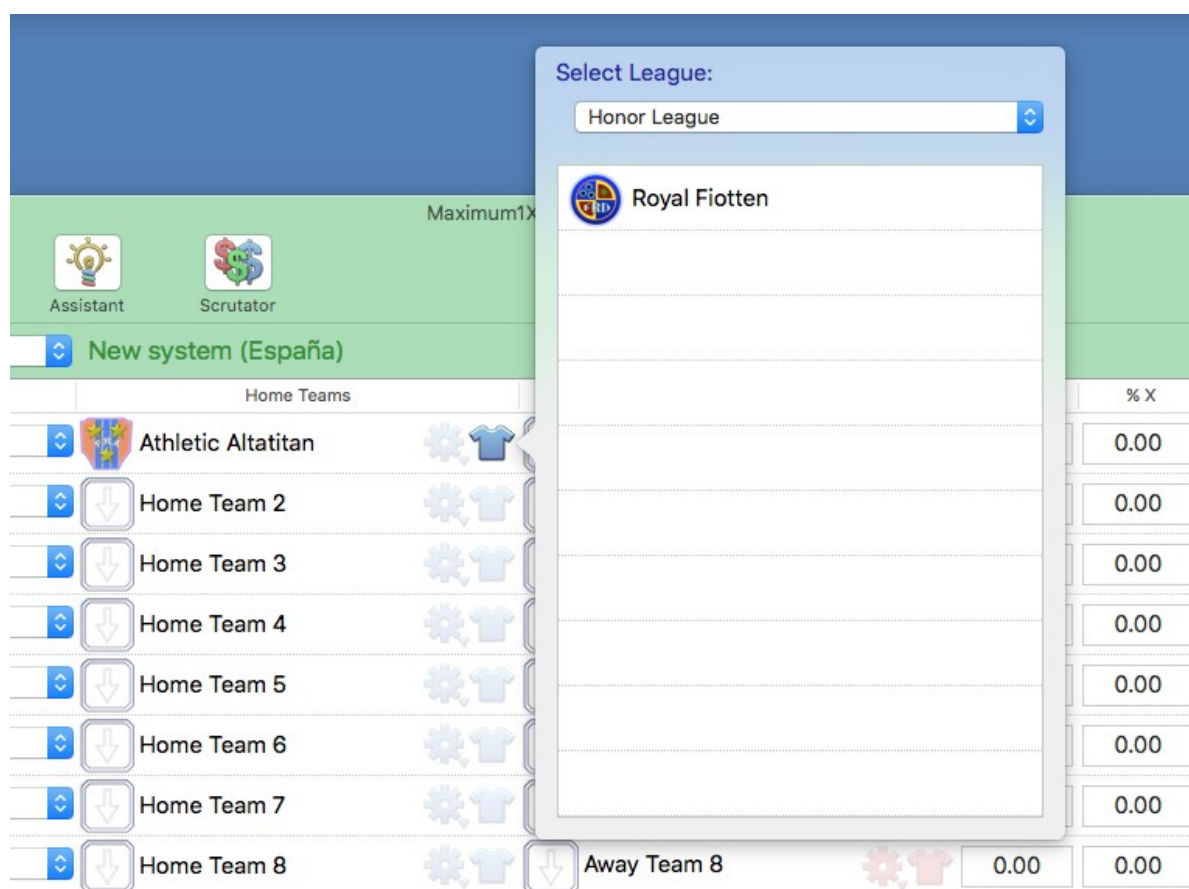 Select League:
Honor League
Royal Fiotten
Maximum1X
Assistant
Scrutator
New system (España)
Home Teams
% X
Athletic Altatitan
0.00
Home Team 2
0.00
Home Team 3
0.00
Home Team 4
0.00
Home Team 5
0.00
Home Team 6
0.00
Home Team 7
0.00
Home Team 8
Away Team 8
0.00
0.00